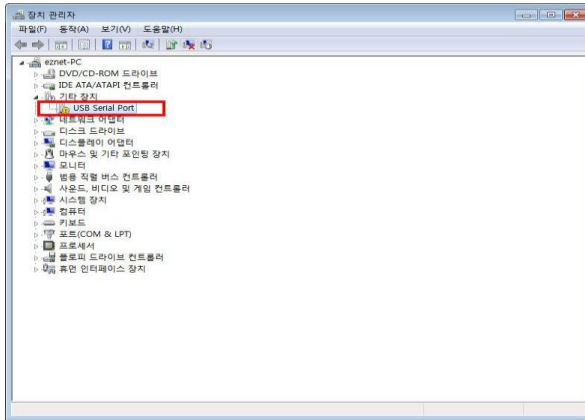 장치 관리자
파일(F) 동작(A) 보기(V) 도움말(H)
eznet-PC
DVD/CD-ROM 드라이브
IDE ATA/ATAPI 컨트롤러
기타 장치
USB Serial Port
네트워크 어댑터
디스크 드라이브
디스플레이 어댑터
마우스 및 기타 포인팅 장치
모니터
범용 직렬 버스 컨트롤러
사운드, 비디오 및 게임 컨트롤러
시스템 장치
컴퓨터
키보드
포트(COM & LPT)
프로세서
플로피 드라이브 컨트롤러
휴먼 인터페이스 장치